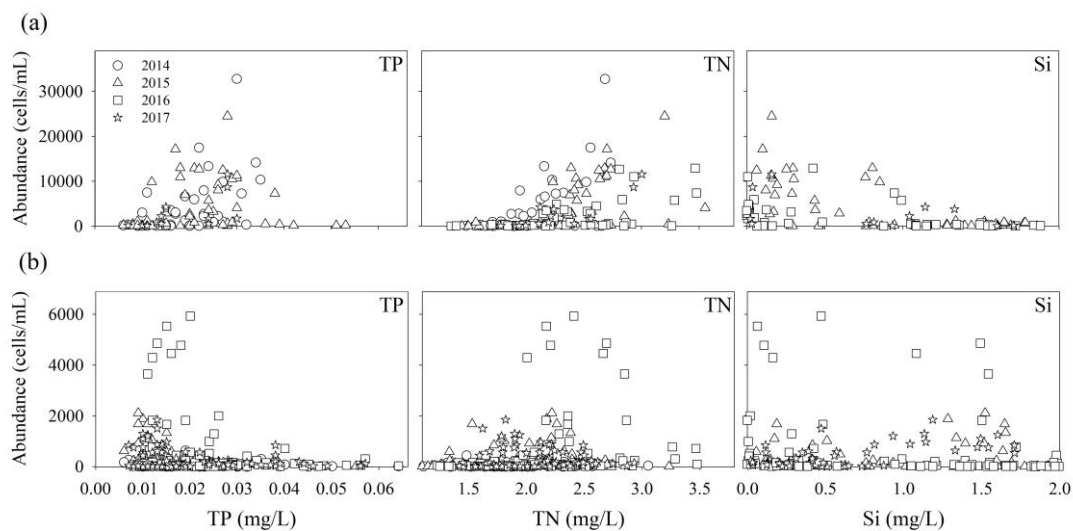 (a)
TP
TN
Si
2014
2015
2016
2017
Abundance (cells/mL)
30000
20000
10000
0
(b)
TP
TN
Si
Abundance (cells/mL)
6000
4000
2000
0
0.00 0.01 0.02 0.03 0.04 0.05 0.06
1.5 2.0 2.5 3.0 3.5
0.0 0.5 1.0 1.5 2.0
TP (mg/L)
TN (mg/L)
Si (mg/L)